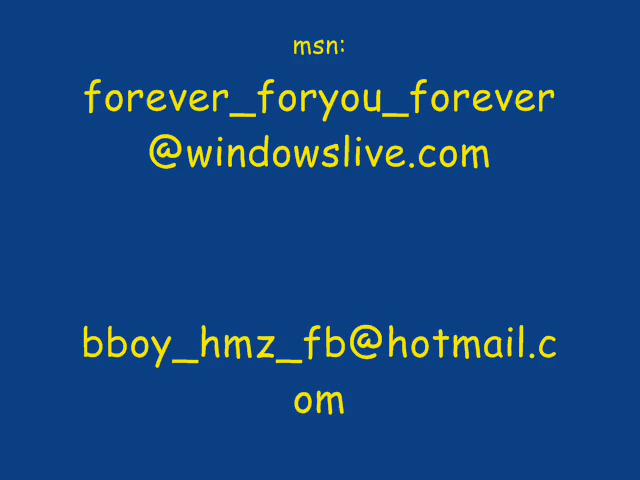 msn:
forever_foryou_forever
@windowslive.com
bboy_hmz_fb@hotmail.c
om